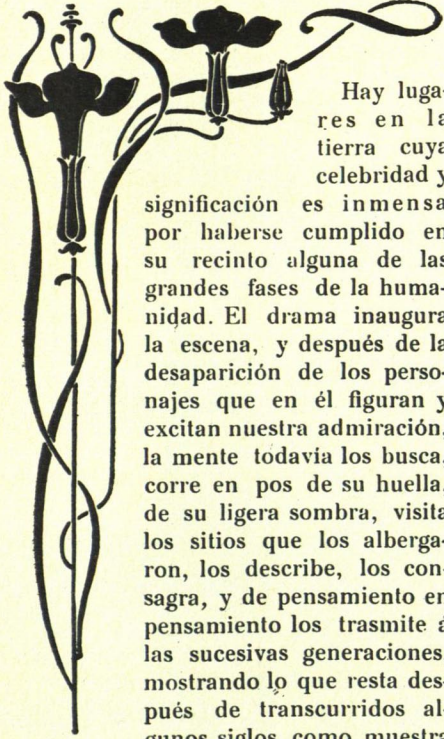 Hay luga-
res en la
tierra cuya
celebridad y
significación es inmensa
por haberse cumplido en
su recinto alguna de las
grandes fases de la huma-
nidad. El drama inaugura
la escena, y después de la
desaparición de los perso-
najes que en él figuran y
excitan nuestra admiración,
la mente todavía los busca,
corre en pos de su huella,
de su ligera sombra, visita
los sitios que los alberga-
ron, los describe, los con-
sagra, y de pensamiento en
pensamiento los trasmite á
las sucesivas generaciones,
mostrando lo que resta des-
pués de transcurridos al-
gunos siglos como muestra